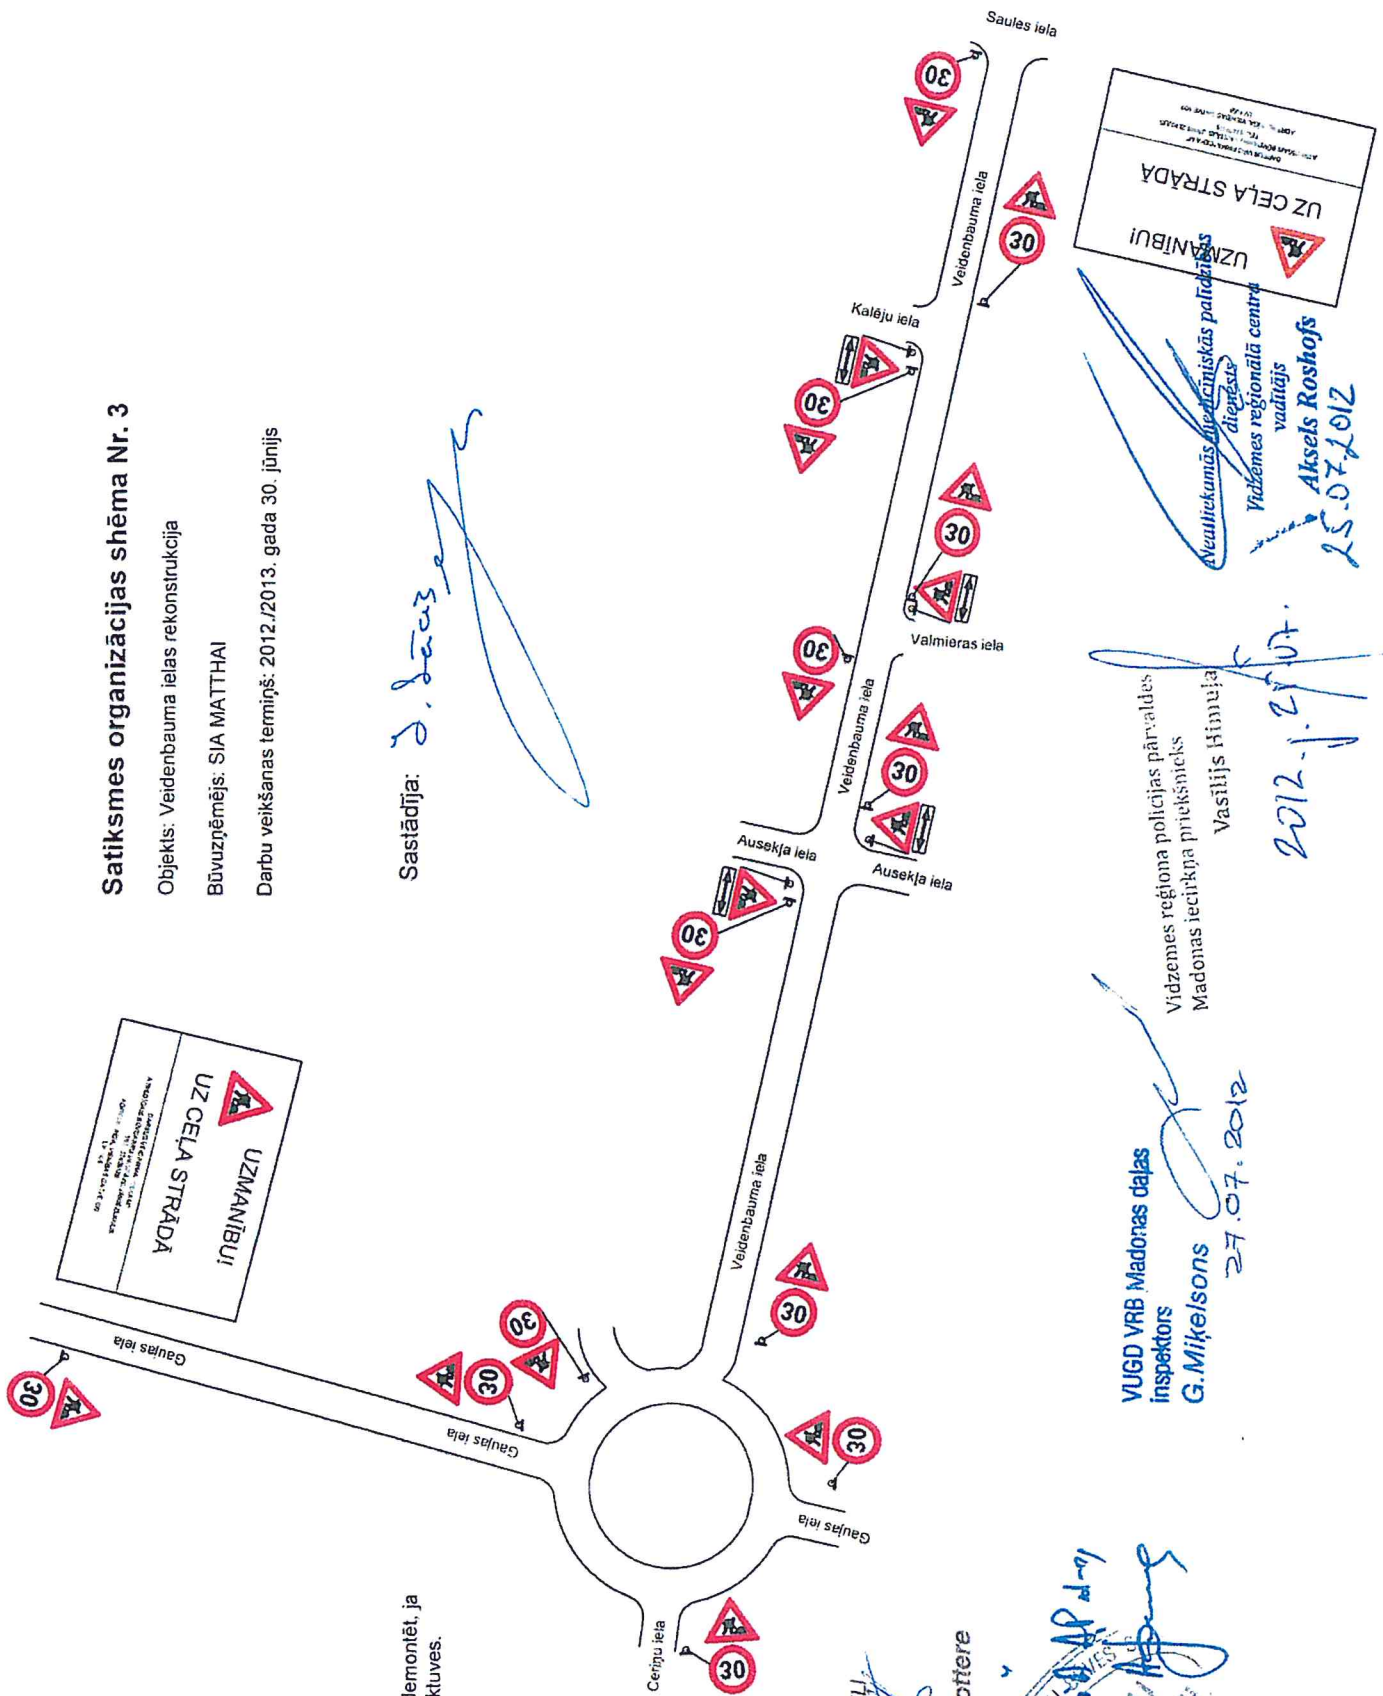 Satiksmes organizācijas shēma Nr. 3
Objekts: Veidenbauma ielas rekonstrukcija
Būvuzņēmējs: SIA MATTHAI
Darbu veikšanas termiņš: 2012./2013. gada 30. jūnijs
Sastādīja:
UZMANĪBU!
UZ CEĻA STRĀDĀ
Gaujas iela
30
30
30
Gaujas iela
Ceriņu iela
30
Gaujas iela
30
30
Veidenbauma iela
30
Ausekļa iela
Ausekļa iela
30
Veidenbauma iela
30
Valmieras iela
30
30
Kalēju iela
Veidenbauma iela
30
30
Saules iela
UZMANĪBU!
UZ CEĻA STRĀDĀ
Neatliekamās medicīniskās palīdzības
dienests
Vidzemes reģionālā centra
vadītājs
Aksels Roshofs
25.07.2012
Vidzemes reģiona policijas pārvaldes
Madonas iecirkņa priekšnieks
Vasīlijs Himuļa
VUGD VRB Madonas daļas
inspektors
G.Miķelsons
27.07.2012
demontēt, ja
ktuves.
ottere